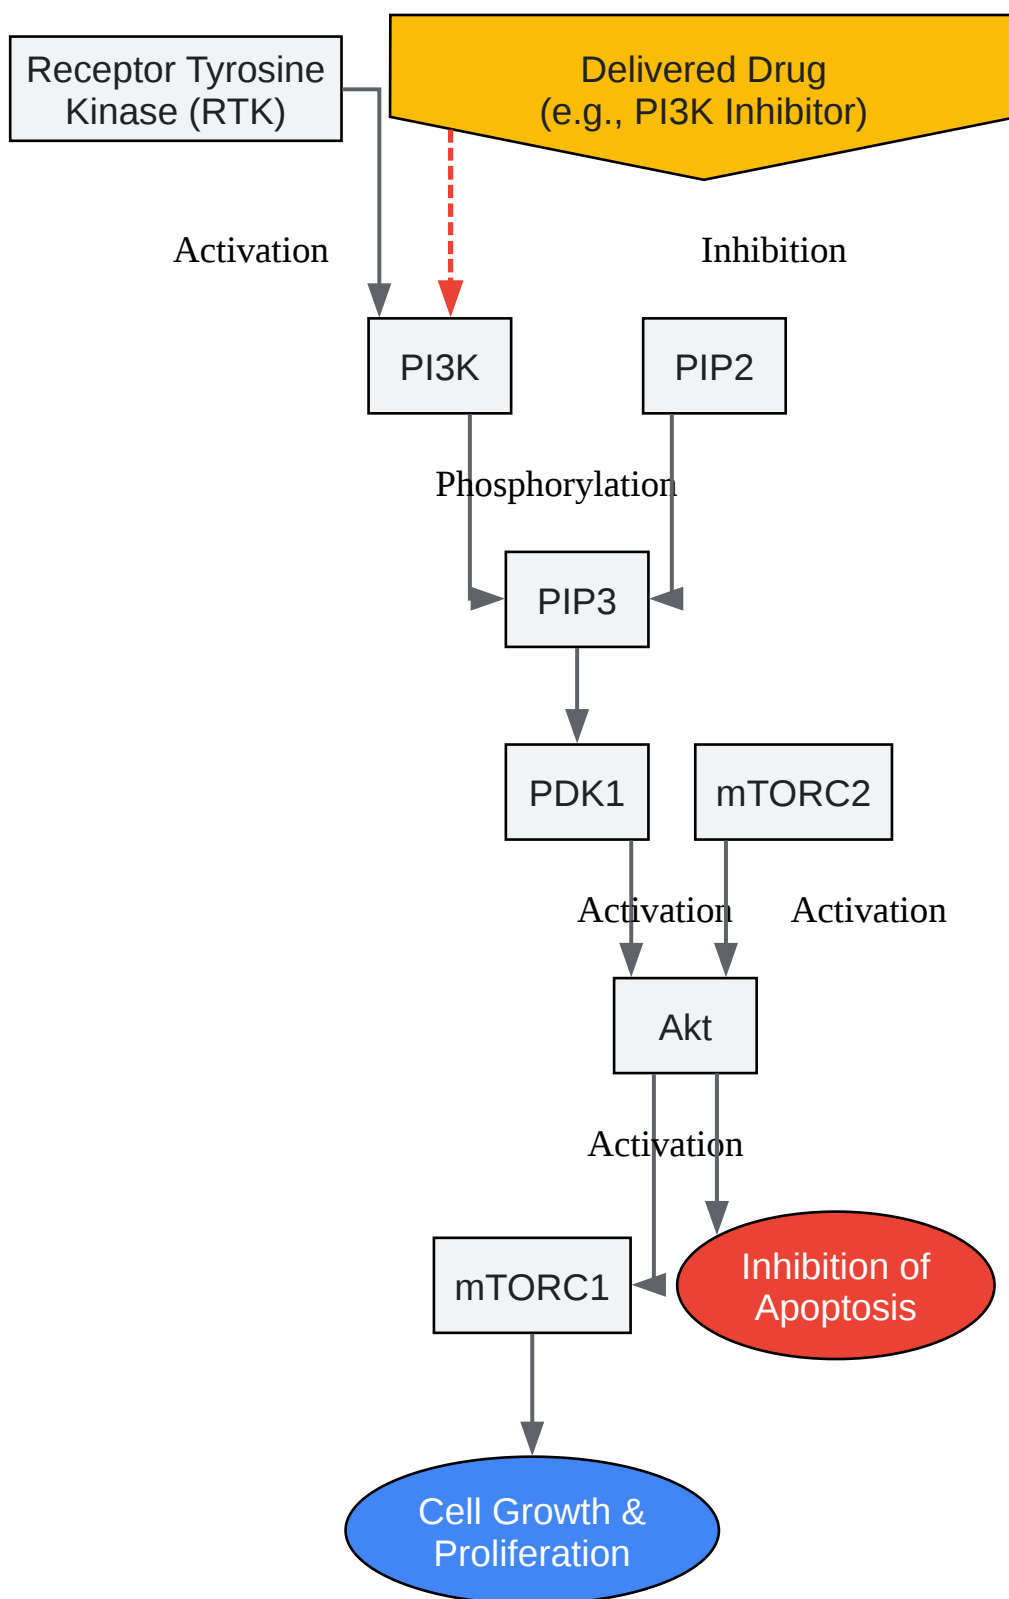 Receptor Tyrosine
Kinase (RTK)
Delivered Drug
(e.g., PI3K Inhibitor)
Activation
Inhibition
PI3K
PIP2
Phosphorylation
PIP3
PDK1
mTORC2
Activation
Activation
Akt
Activation
Inhibition of
Apoptosis
mTORC1
Cell Growth &
Proliferation